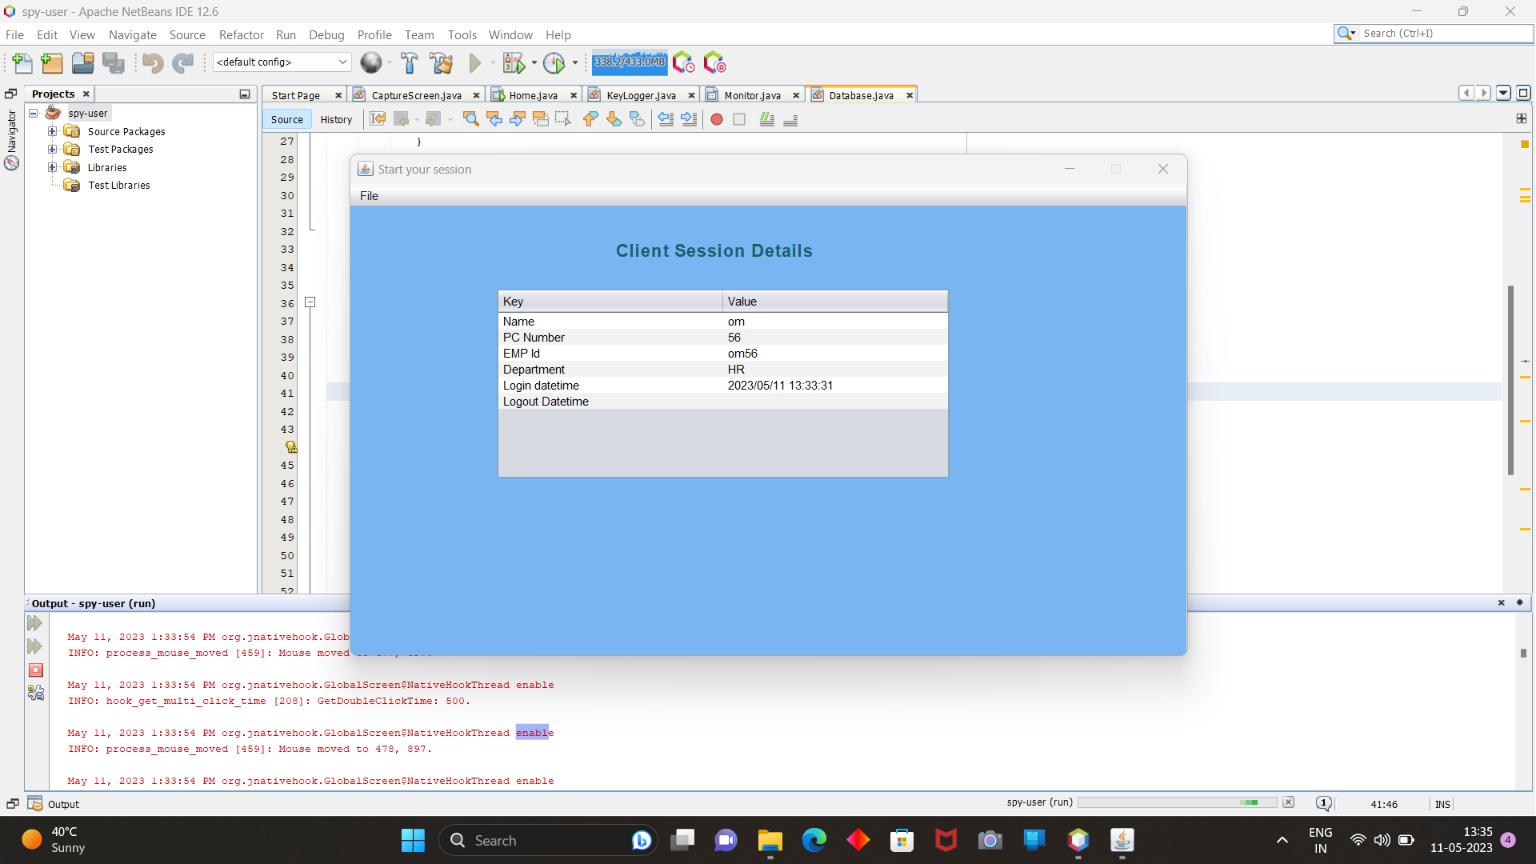 spy-user - Apache NetBeans IDE 12.6
File Edit View Navigate Source Refactor Run Debug Profile Team Tools Window Help
Search (Ctrl+I)
<default config>
338.2/433.0MB
Projects
Start Page CaptureScreen.java Home.java KeyLogger.java Monitor.java Database.java
Navigator
spy-user
Source Packages
Test Packages
Libraries
Test Libraries
Source History
27 }
28
29
30
31
32
33
34
35
36
37
38
39
40
41
42
43
45
46
47
48
49
50
51
52
Start your session
File
Client Session Details
Key Value
Name om
PC Number 56
EMP Id om56
Department HR
Login datetime 2023/05/11 13:33:31
Logout Datetime
Output - spy-user (run)
May 11, 2023 1:33:54 PM org.jnativehook.Glob
INFO: process_mouse_moved [459]: Mouse moved
May 11, 2023 1:33:54 PM org.jnativehook.GlobalScreen$NativeHookThread enable
INFO: hook_get_multi_click_time [208]: GetDoubleClickTime: 500.
May 11, 2023 1:33:54 PM org.jnativehook.GlobalScreen$NativeHookThread enable
INFO: process_mouse_moved [459]: Mouse moved to 478, 897.
May 11, 2023 1:33:54 PM org.jnativehook.GlobalScreen$NativeHookThread enable
Output
spy-user (run)
1
41:46
INS
40°C
Sunny
Search
ENG
IN
13:35
11-05-2023
4